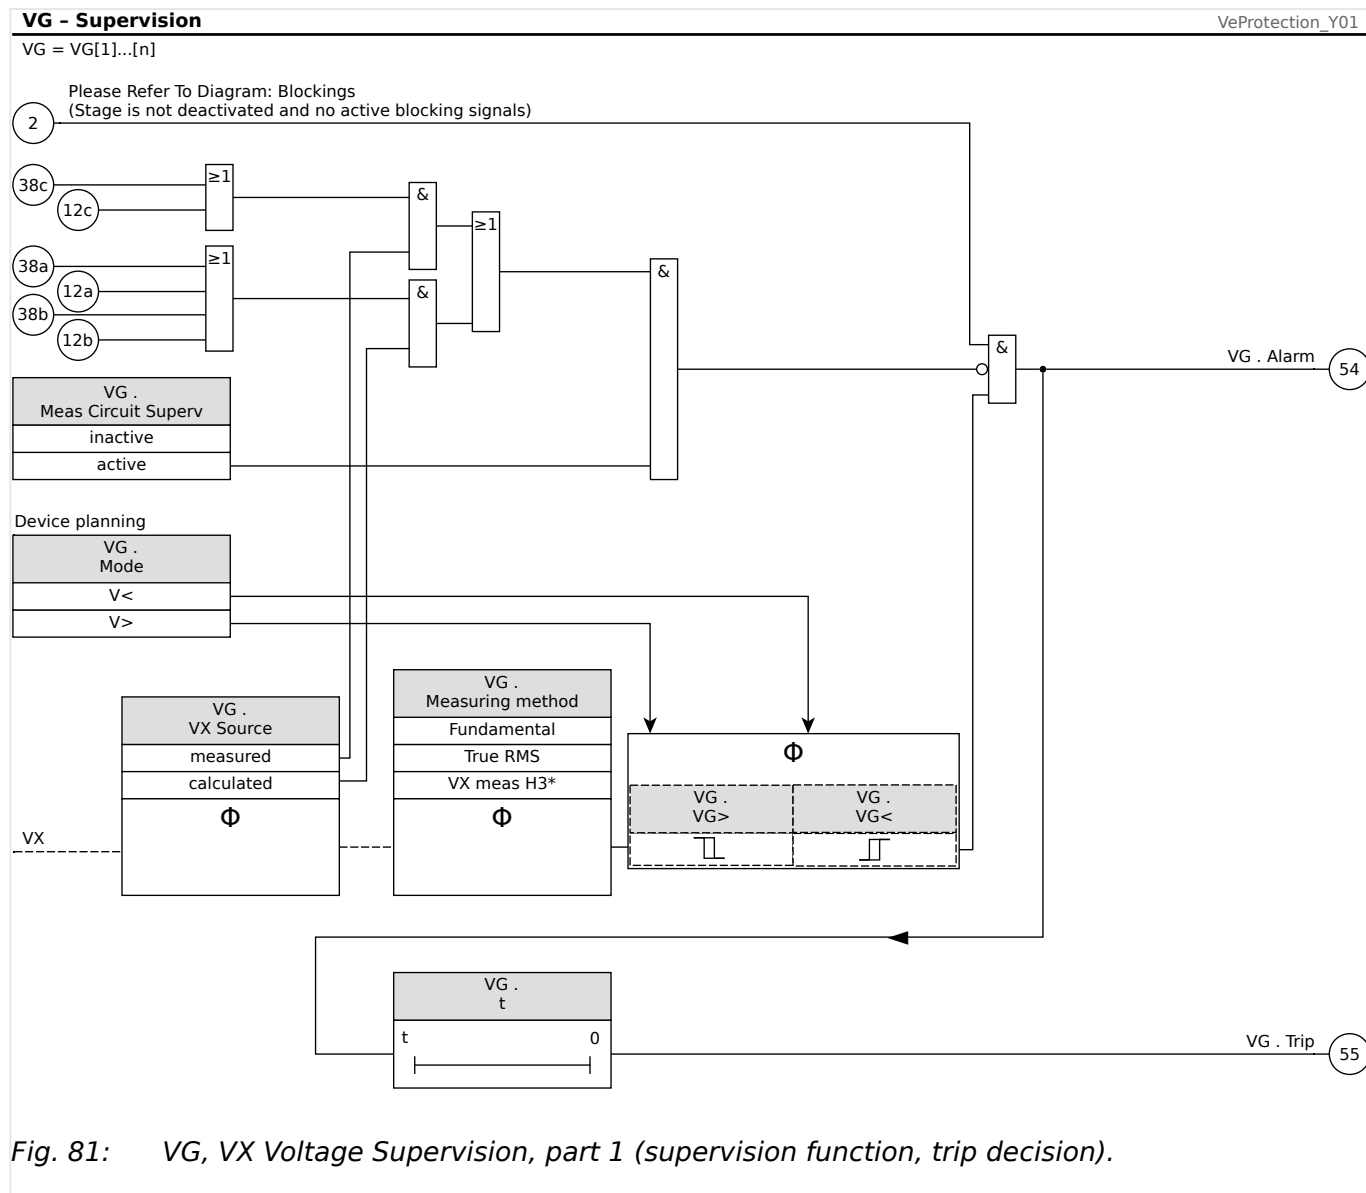 VG – Supervision
VeProtection_Y01
VG = VG[1]...[n]
Please Refer To Diagram: Blockings
(Stage is not deactivated and no active blocking signals)
2
38c
12c
≥1
&
≥1
38a
12a
38b
12b
≥1
&
&
&
VG . Alarm
54
VG .
Meas Circuit Superv
inactive
active
Device planning
VG .
Mode
V<
V>
VG .
VX Source
measured
calculated
Φ
VX
VG .
Measuring method
Fundamental
True RMS
VX meas H3*
Φ
Φ
VG .
VG>
VG .
VG<
VG .
t
t
0
VG . Trip
55
Fig. 81: VG, VX Voltage Supervision, part 1 (supervision function, trip decision).